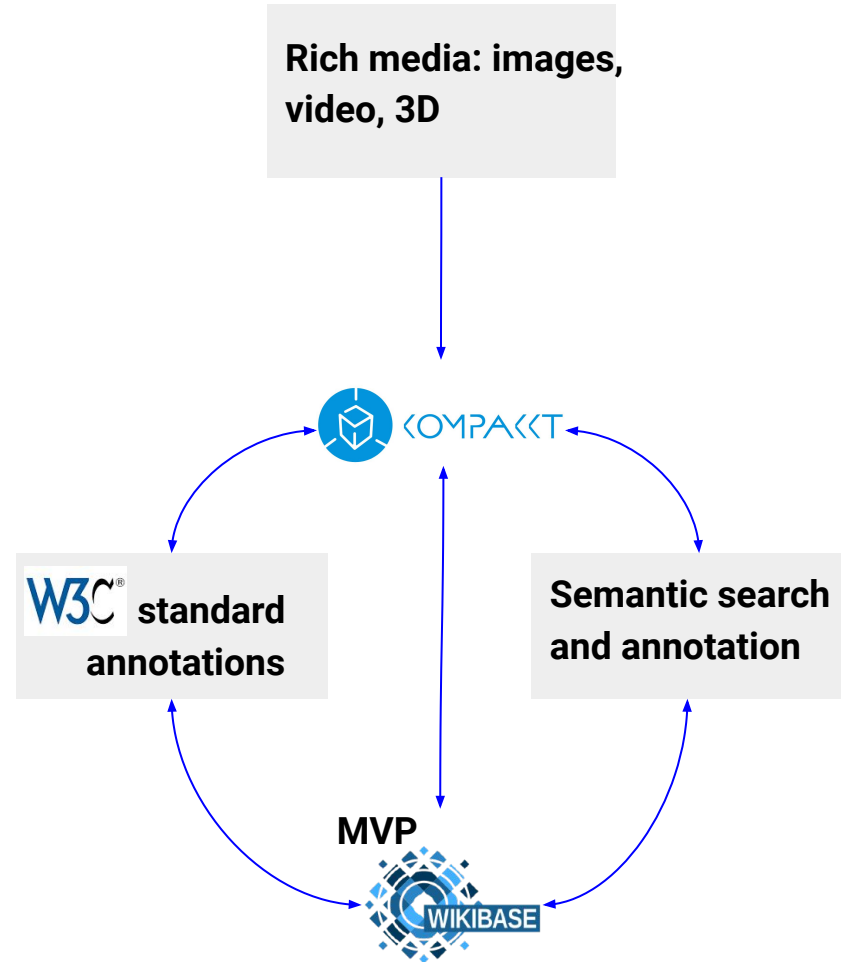 Rich media: images,
video, 3D
KOMPAKKT
W3C® standard
annotations
Semantic search
and annotation
MVP
WIKIBASE